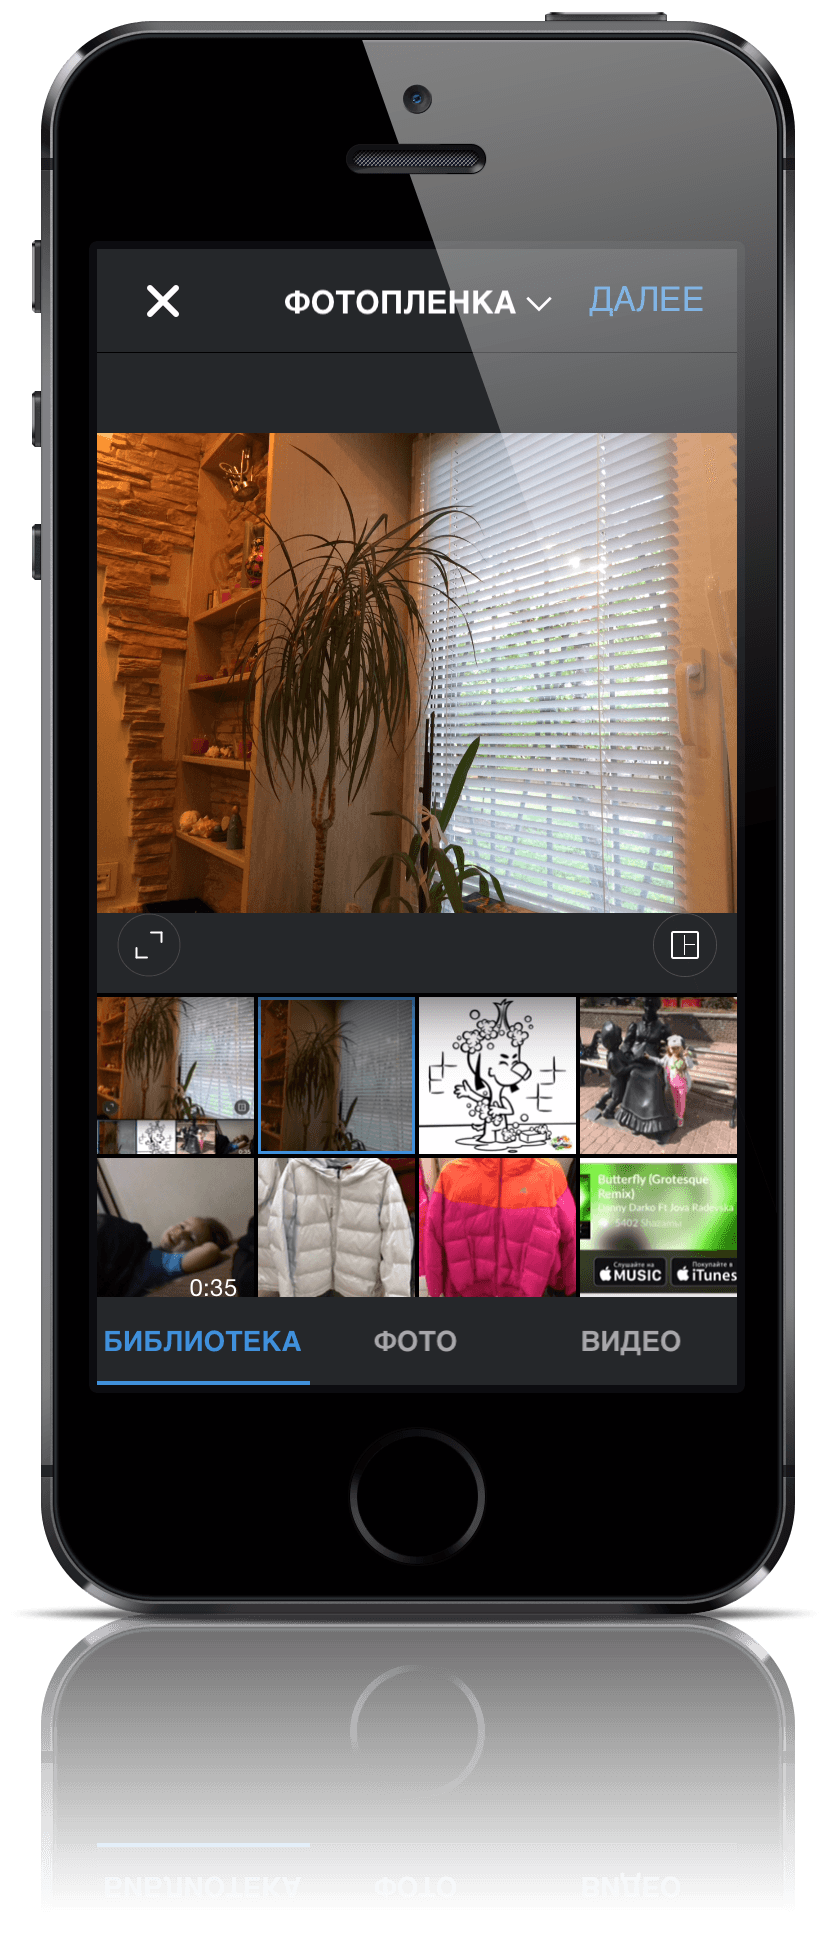 ФОТОПЛЕНКА
ДАЛЕЕ
0:35
Butterfly (Grotesque
Remix)
Danny Darko Ft Jova Radevska
5402 Shazams
Слушайте на
MUSIC
Покупайте в
iTunes
БИБЛИОТЕКА
ФОТО
ВИДЕО